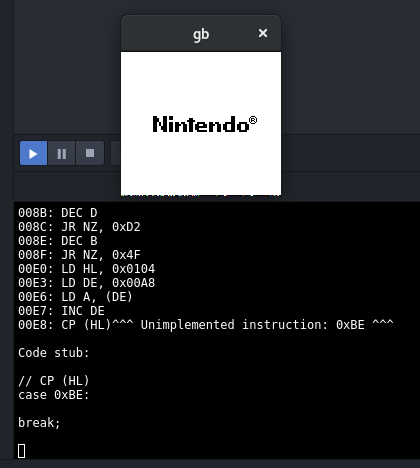 gb
Nintendo®
008B: DEC D
008C: JR NZ, 0xD2
008E: DEC B
008F: JR NZ, 0x4F
00E0: LD HL, 0x0104
00E3: LD DE, 0x00A8
00E6: LD A, (DE)
00E7: INC DE
00E8: CP (HL)^^^ Unimplemented instruction: 0xBE ^^^
Code stub:
// CP (HL)
case 0xBE:
break;